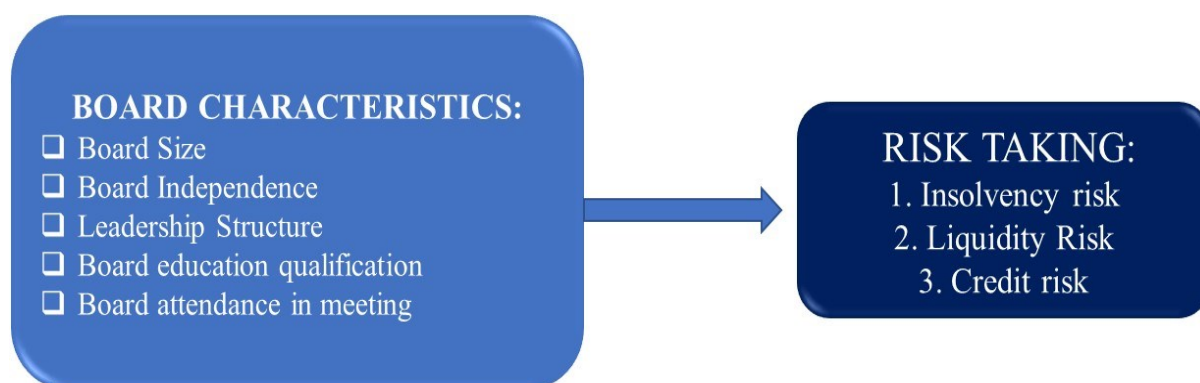 BOARD CHARACTERISTICS:
❑ Board Size
❑ Board Independence
❑ Leadership Structure
❑ Board education qualification
❑ Board attendance in meeting
RISK TAKING:
1. Insolvency risk
2. Liquidity Risk
3. Credit risk